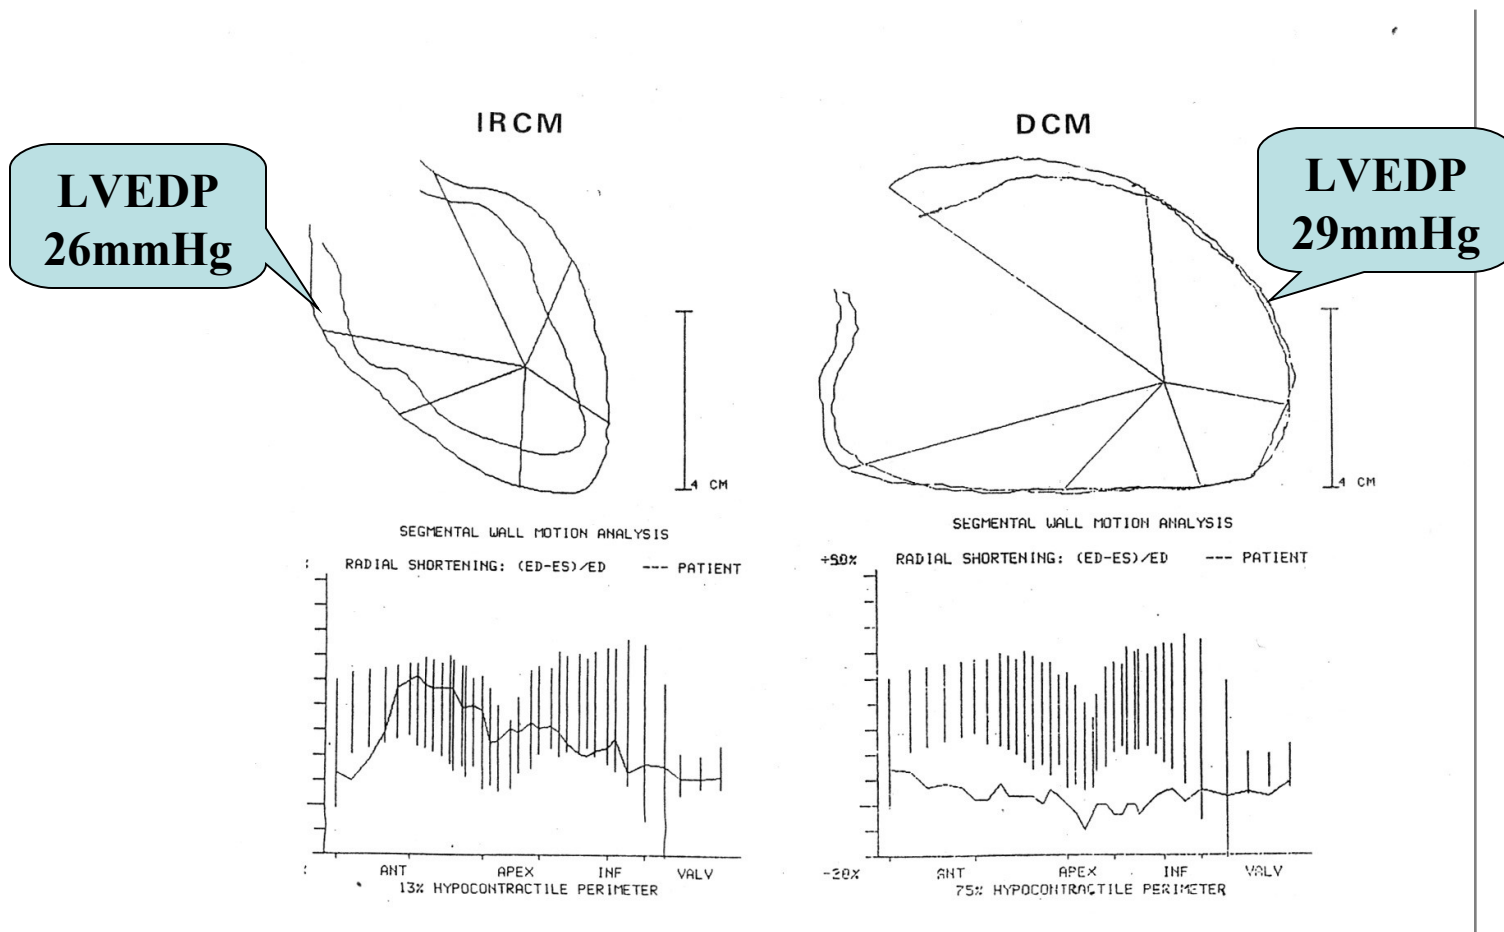 IRCM
LVEDP
26mmHg
4 CM
SEGMENTAL WALL MOTION ANALYSIS
RADIAL SHORTENING: (ED-ES)/ED --- PATIENT
ANT APEX INF VALV
13% HYPOCONTRACTILE PERIMETER
DCM
LVEDP
29mmHg
4 CM
SEGMENTAL WALL MOTION ANALYSIS
RADIAL SHORTENING: (ED-ES)/ED --- PATIENT
-20%
ANT APEX INF VALV
75% HYPOCONTRACTILE PERIMETER